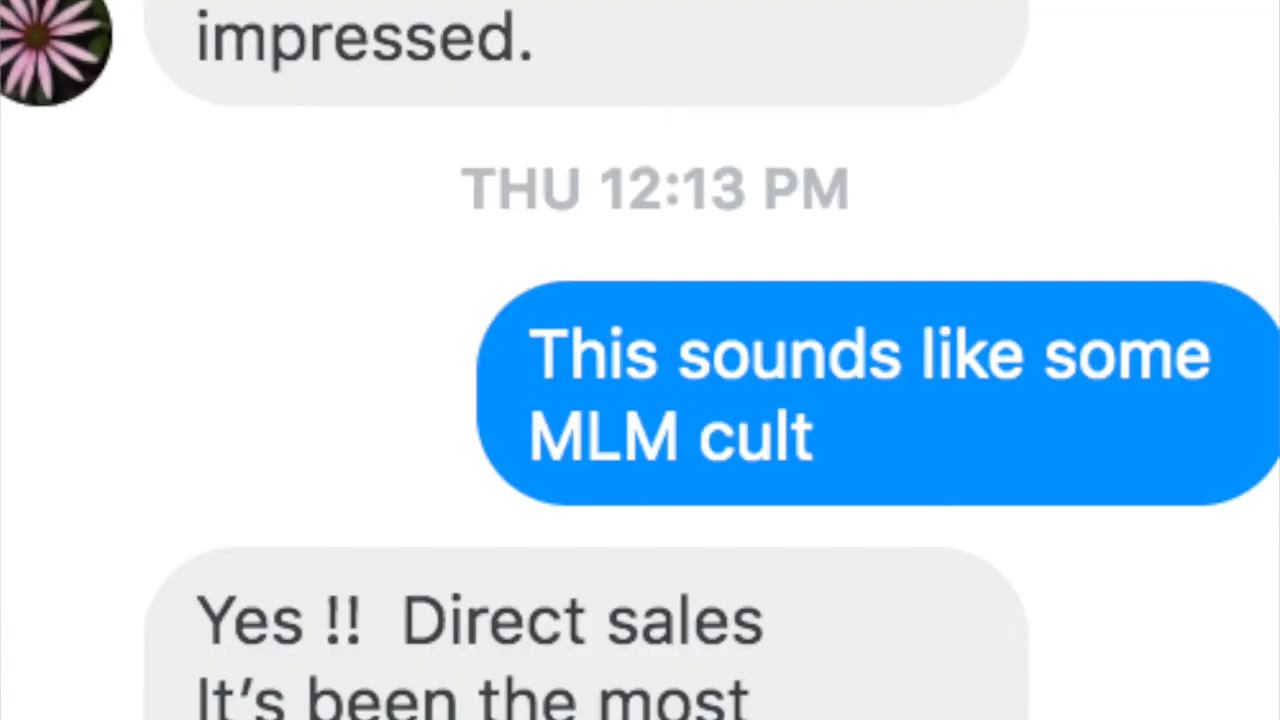 impressed.
THU 12:13 PM
This sounds like some
MLM cult
Yes !!  Direct sales
It’s been the most